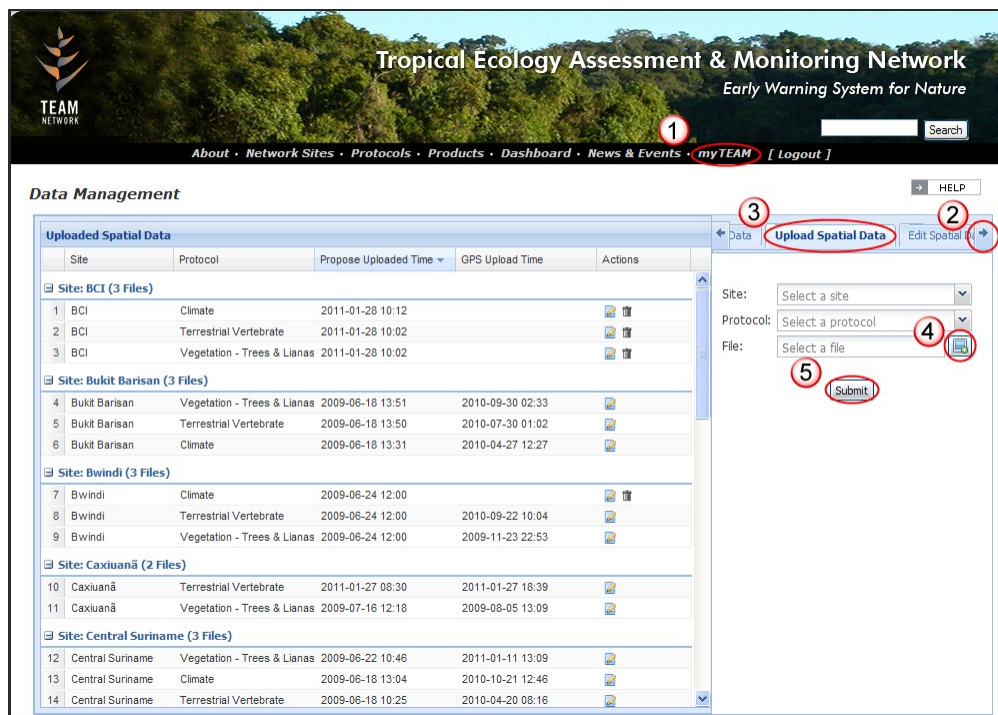 Tropical Ecology Assessment & Monitoring Network
Early Warning System for Nature
TEAM
NETWORK
1
Search
About · Network Sites · Protocols · Products · Dashboard · News & Events · myTEAM [ Logout ]
Data Management
HELP
Uploaded Spatial Data
3
2
Data
Upload Spatial Data
Edit Spatial Da
Site Protocol Propose Uploaded Time GPS Upload Time Actions
Site: BCI (3 Files)
1 BCI Climate 2011-01-28 10:12
2 BCI Terrestrial Vertebrate 2011-01-28 10:02
3 BCI Vegetation - Trees & Lianas 2011-01-28 10:02
Site: Bukit Barisan (3 Files)
4 Bukit Barisan Vegetation - Trees & Lianas 2009-06-18 13:51 2010-09-30 02:33
5 Bukit Barisan Terrestrial Vertebrate 2009-06-18 13:50 2010-07-30 01:02
6 Bukit Barisan Climate 2009-06-18 13:31 2010-04-27 12:27
Site: Bwindi (3 Files)
7 Bwindi Climate 2009-06-24 12:00
8 Bwindi Terrestrial Vertebrate 2009-06-24 12:00 2010-09-22 10:04
9 Bwindi Vegetation - Trees & Lianas 2009-06-24 12:00 2009-11-23 22:53
Site: Caxiuanã (2 Files)
10 Caxiuanã Terrestrial Vertebrate 2011-01-27 08:30 2011-01-27 18:39
11 Caxiuanã Vegetation - Trees & Lianas 2009-07-16 12:18 2009-08-05 13:09
Site: Central Suriname (3 Files)
12 Central Suriname Vegetation - Trees & Lianas 2009-06-22 10:46 2011-01-11 13:09
13 Central Suriname Climate 2009-06-18 13:04 2010-10-21 12:46
14 Central Suriname Terrestrial Vertebrate 2009-06-18 10:25 2010-04-20 08:16
Site: Select a site
Protocol: Select a protocol
4
File: Select a file
5
Submit